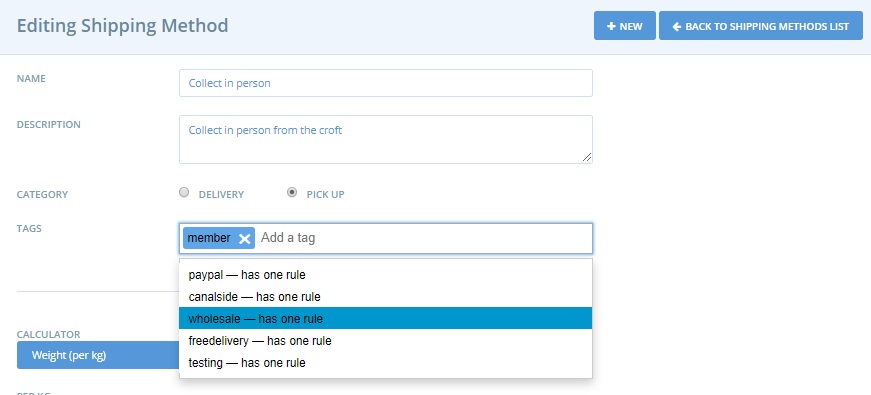 Editing Shipping Method
+ NEW
← BACK TO SHIPPING METHODS LIST
NAME
Collect in person
DESCRIPTION
Collect in person from the croft
CATEGORY
DELIVERY
PICK UP
TAGS
member
Add a tag
paypal — has one rule
canalside — has one rule
wholesale — has one rule
freedelivery — has one rule
testing — has one rule
CALCULATOR
Weight (per kg)
PER KG